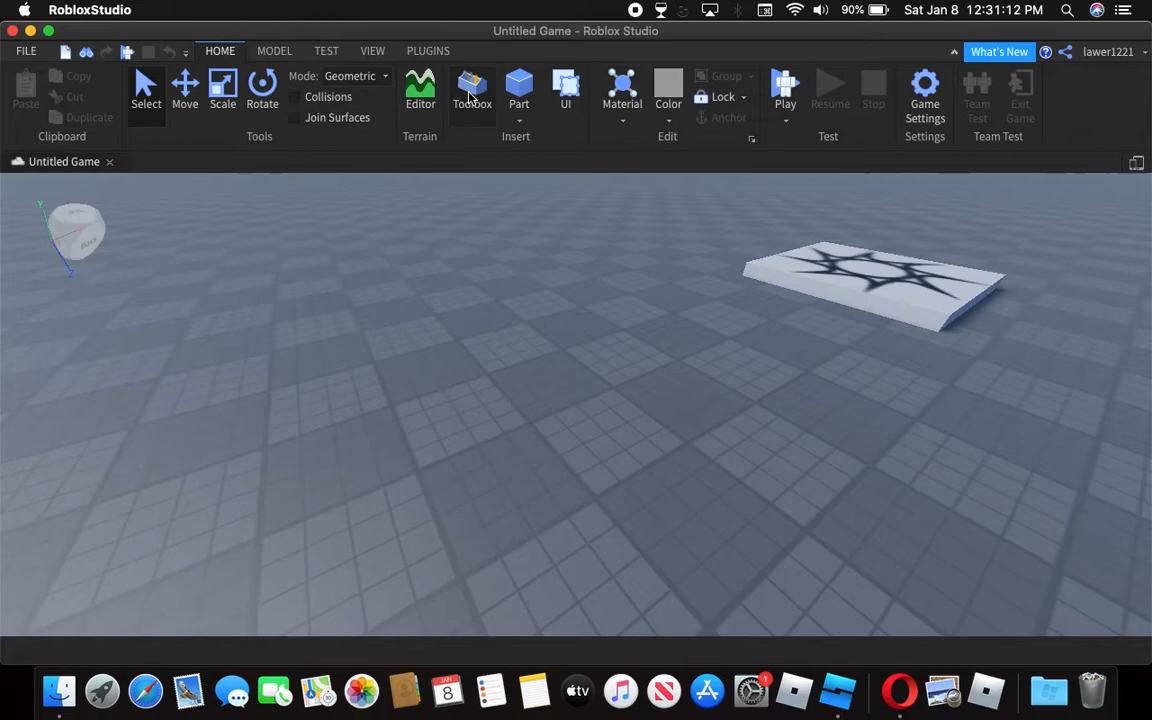 RobloxStudio
90%
Sat Jan 8 12:31:12 PM
Untitled Game - Roblox Studio
FILE
HOME
MODEL
TEST
VIEW
PLUGINS
What's New
lawer1221
Paste
Copy
Cut
Duplicate
Clipboard
Select
Move
Scale
Rotate
Mode: Geometric
Collisions
Join Surfaces
Tools
Editor
Terrain
Toolbox
Part
UI
Insert
Material
Color
Group
Lock
Anchor
Edit
Play
Resume
Stop
Test
Game
Settings
Settings
Team
Test
Exit
Game
Team Test
Untitled Game
Y
Z
JAN
8
1